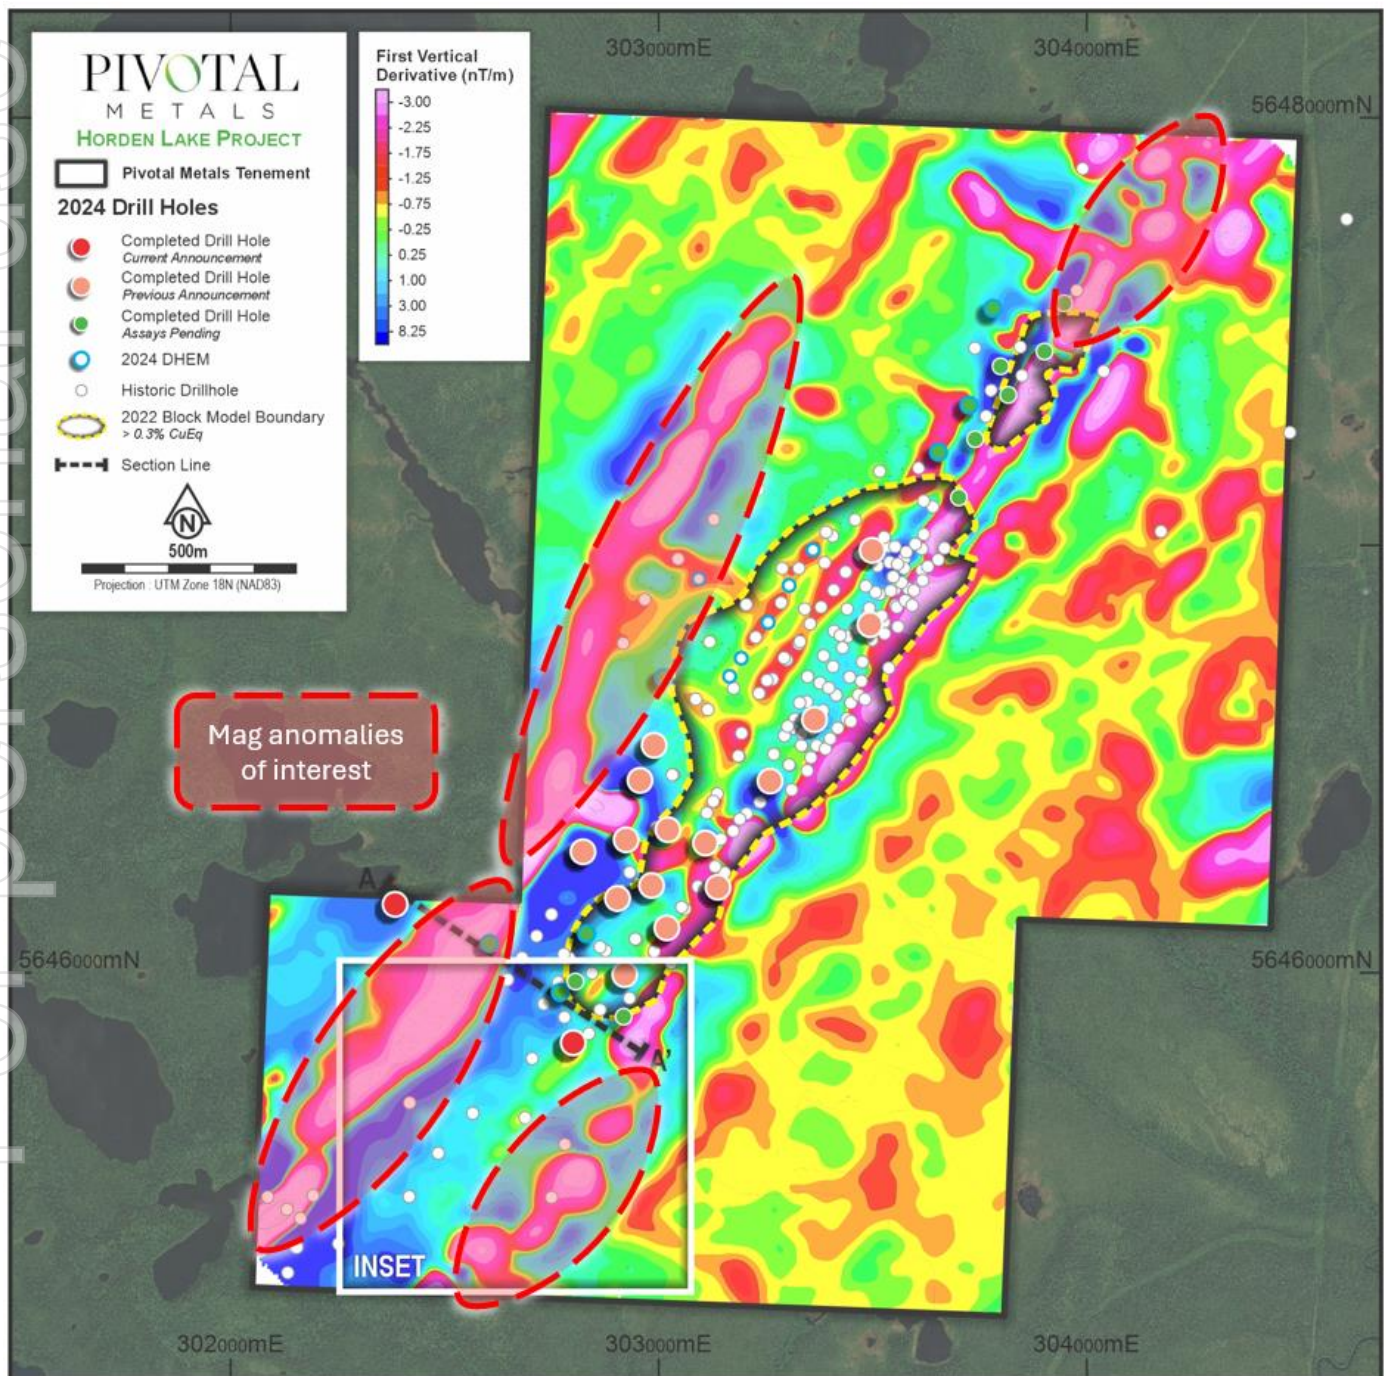 PIVOTAL
METALS
HORDEN LAKE PROJECT
Pivotal Metals Tenement
2024 Drill Holes
Completed Drill Hole
Current Announcement
Completed Drill Hole
Previous Announcement
Completed Drill Hole
Assays Pending
2024 DHEM
Historic Drillhole
2022 Block Model Boundary
> 0.3% CuEq
Section Line
N
500m
Projection : UTM Zone 18N (NAD83)
First Vertical
Derivative (nT/m)
-3.00
-2.25
-1.75
-1.25
-0.75
-0.25
0.25
1.00
3.00
8.25
303000mE
304000mE
5648000mN
Mag anomalies
of interest
A
5646000mN
5646000mN
A'
INSET
302000mE
303000mE
304000mE